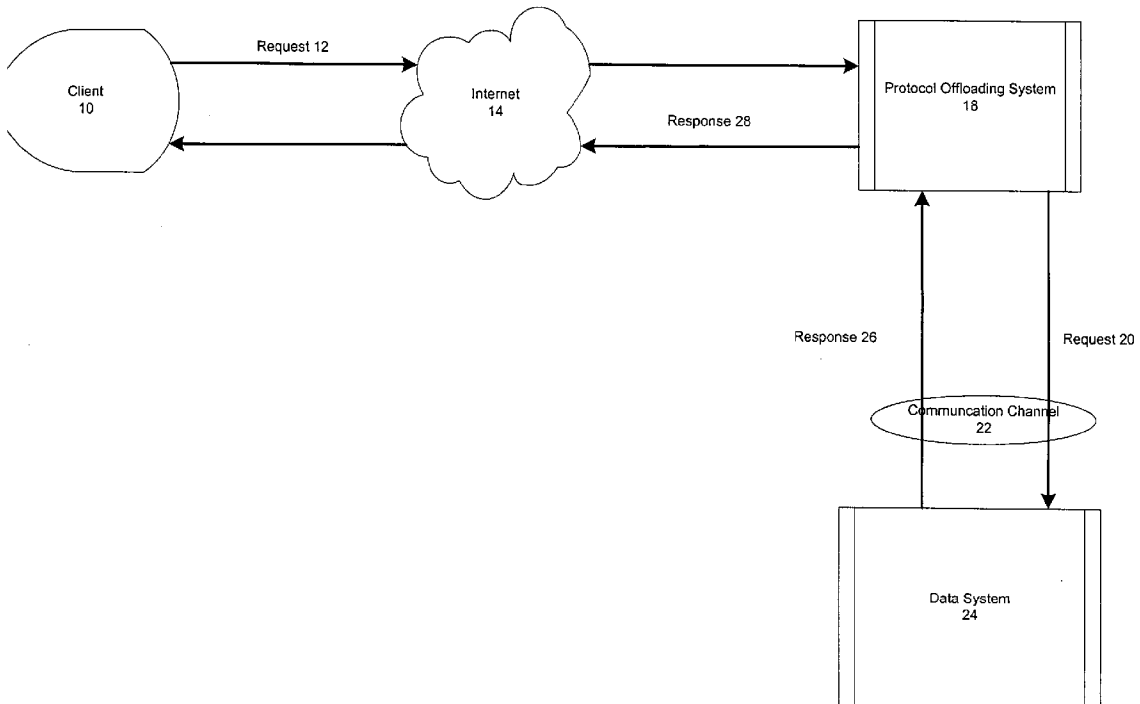 Request 12
Client
10
Internet
14
Protocol Offloading System
18
Response 28
Response 26
Request 20
Communcation Channel
22
Data System
24